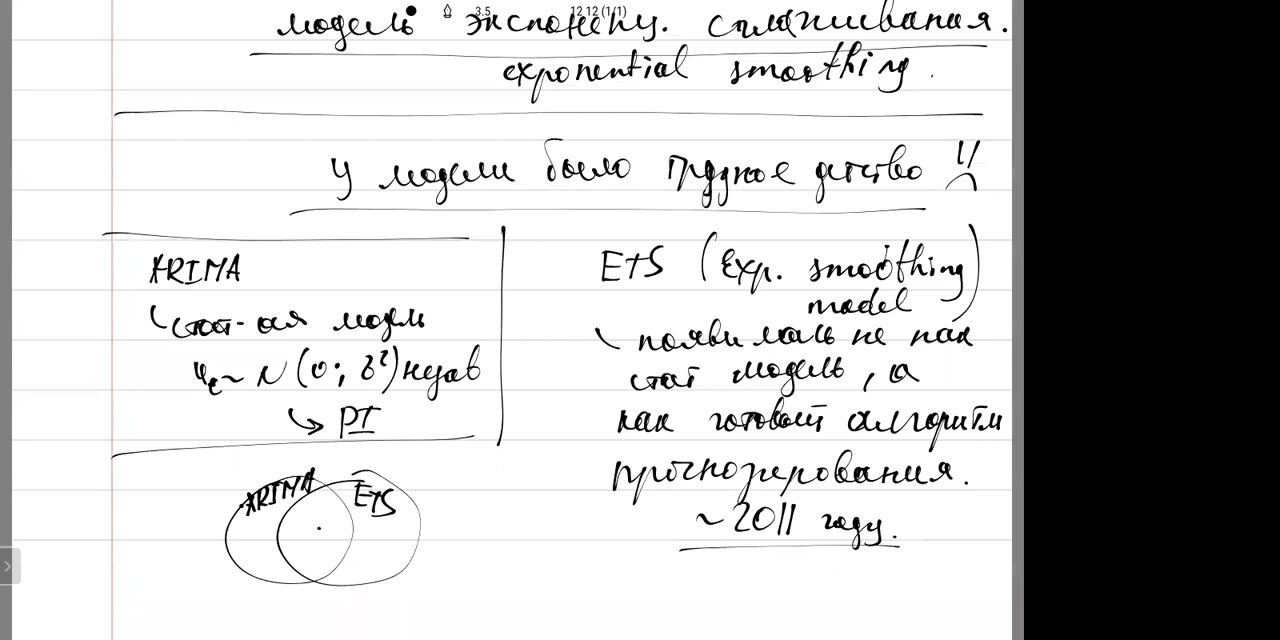 модель экспоненц. сглаживания.
exponential smoothing.
У модели было трудное детство !!
ARIMA
стат-ая модель
u_t ~ N(0; σ²) незав
↳ PI
ARIMA ETS
ETS (Exp. smoothing
model)
появилась не как
стат модель, а
как готовый алгоритм
прогнозирования.
~2011 году.